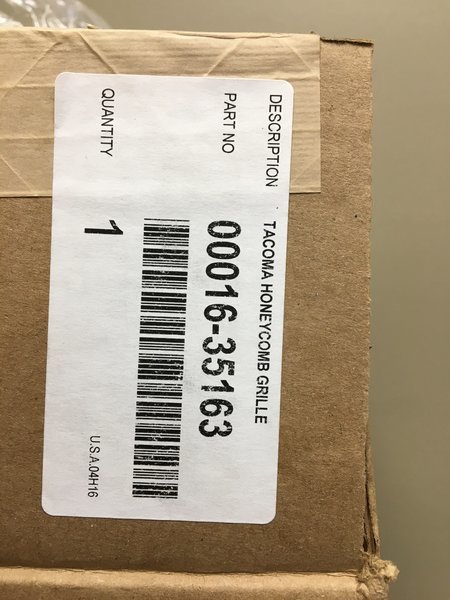 DESCRIPTION TACOMA HONEYCOMB GRILLE
PART NO 00016-35163
QUANTITY 1
U.S.A.04H16